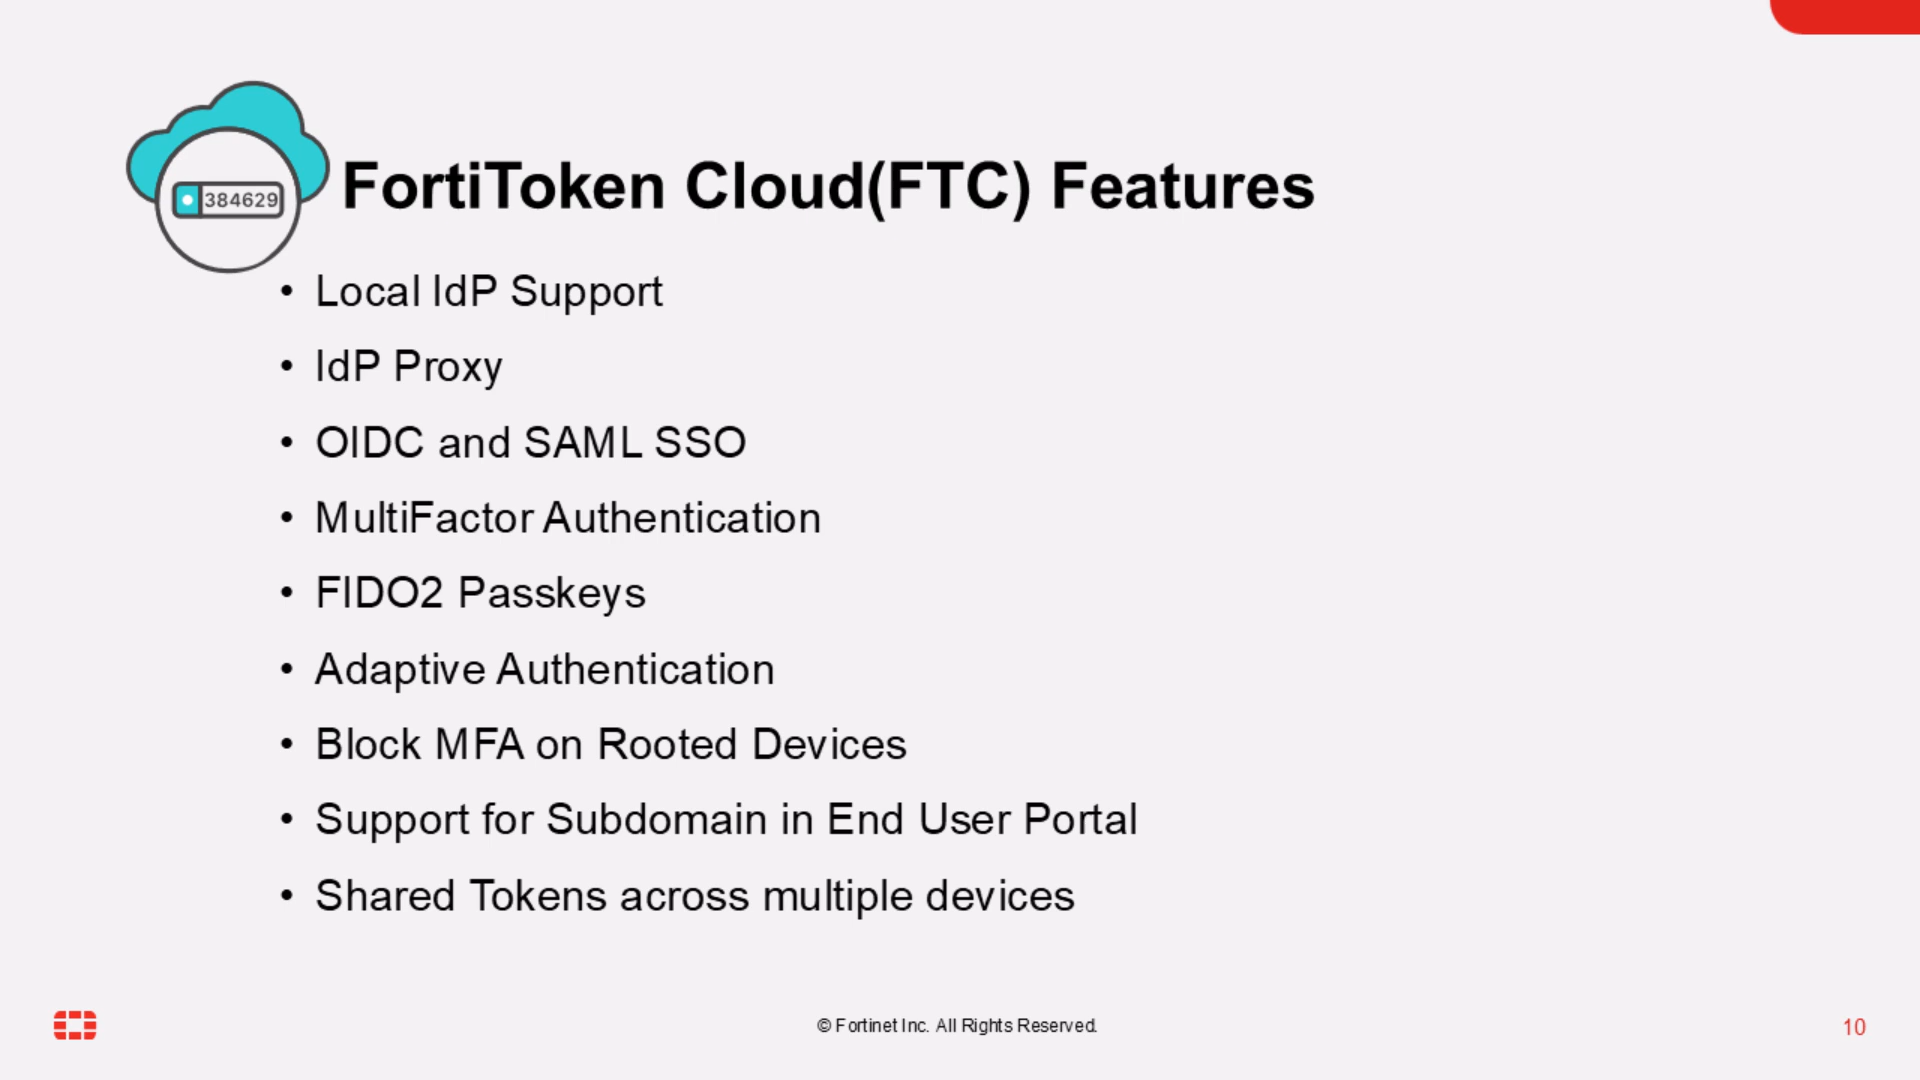 384629
FortiToken Cloud(FTC) Features
• Local IdP Support
• IdP Proxy
• OIDC and SAML SSO
• MultiFactor Authentication
• FIDO2 Passkeys
• Adaptive Authentication
• Block MFA on Rooted Devices
• Support for Subdomain in End User Portal
• Shared Tokens across multiple devices
© Fortinet Inc. All Rights Reserved.
10